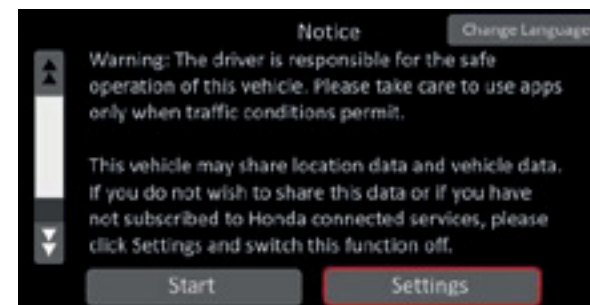 Notice
Change Language
Warning: The driver is responsible for the safe
operation of this vehicle. Please take care to use apps
only when traffic conditions permit.
This vehicle may share location data and vehicle data.
If you do not wish to share this data or if you have
not subscribed to Honda connected services, please
click Settings and switch this function off.
Start
Settings